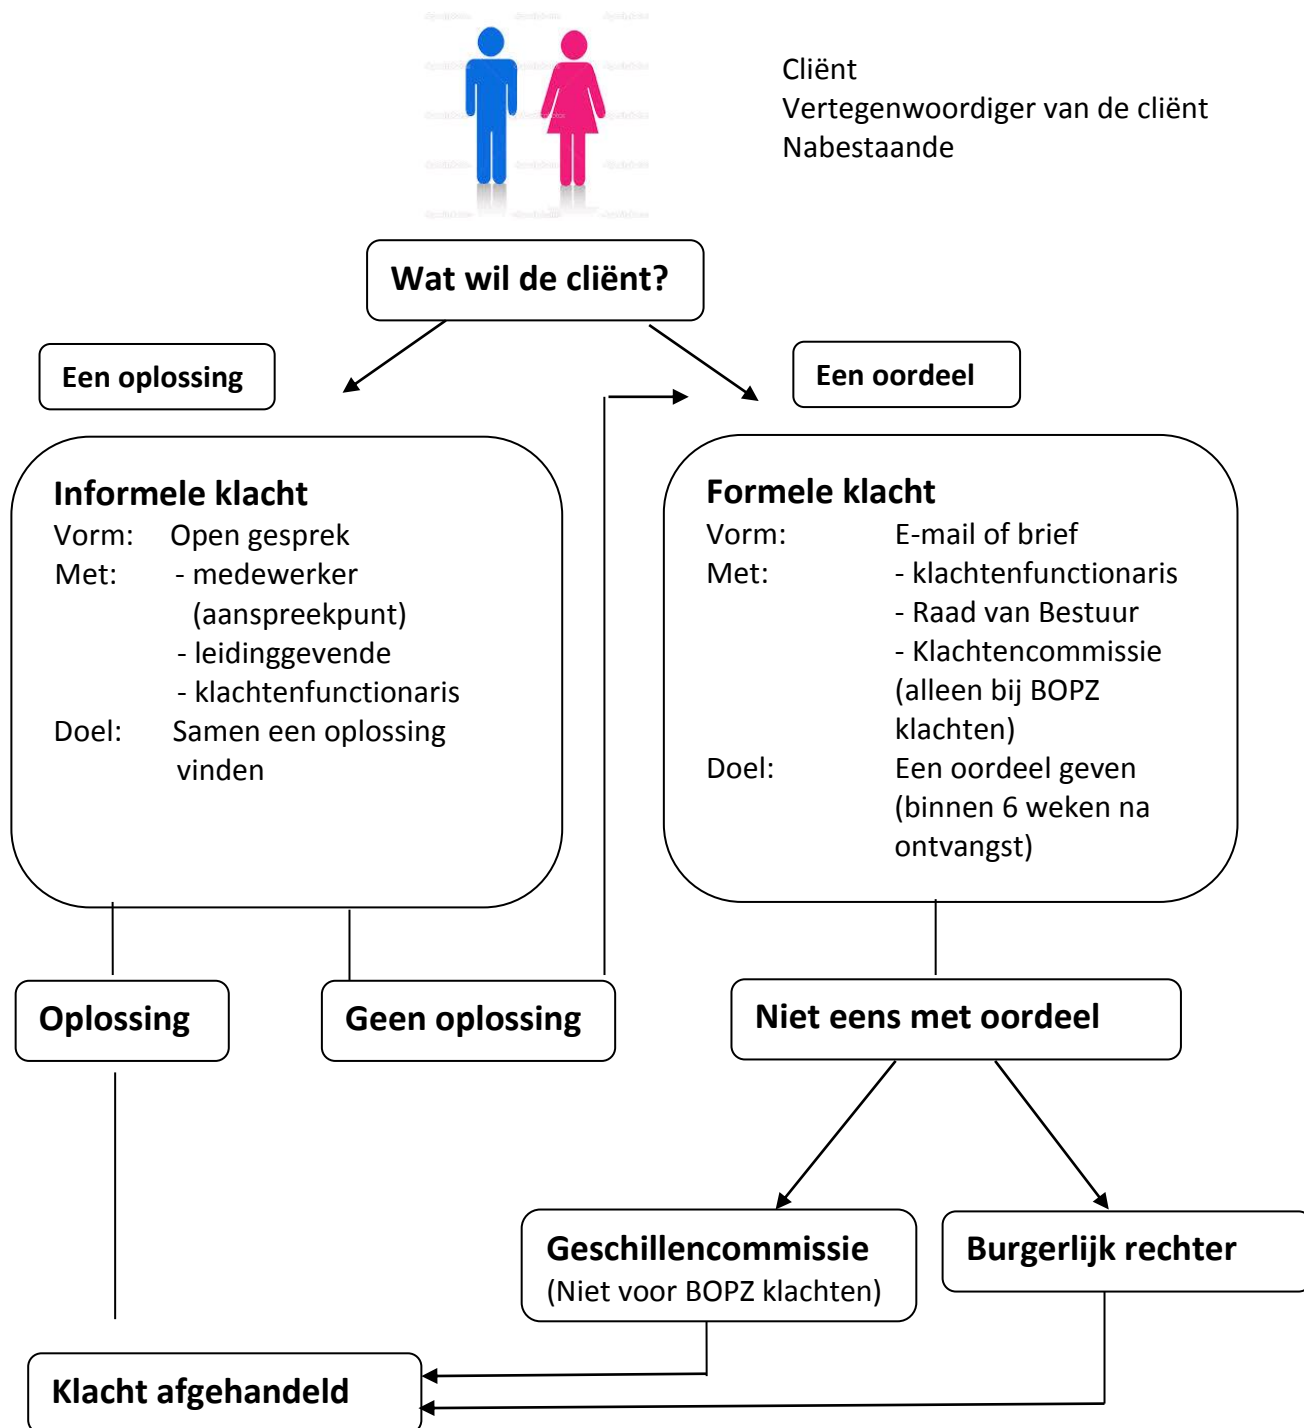 Cliënt
Vertegenwoordiger van de cliënt
Nabestaande
Wat wil de cliënt?
Een oplossing
Een oordeel
Informele klacht
Vorm: Open gesprek
Met: - medewerker
(aanspreekpunt)
- leidinggevende
- klachtenfunctionaris
Doel: Samen een oplossing
vinden
Formele klacht
Vorm: E-mail of brief
Met: - klachtenfunctionaris
- Raad van Bestuur
- Klachtencommissie
(alleen bij BOPZ
klachten)
Doel: Een oordeel geven
(binnen 6 weken na
ontvangst)
Oplossing
Geen oplossing
Niet eens met oordeel
Geschillencommissie
(Niet voor BOPZ klachten)
Burgerlijk rechter
Klacht afgehandeld